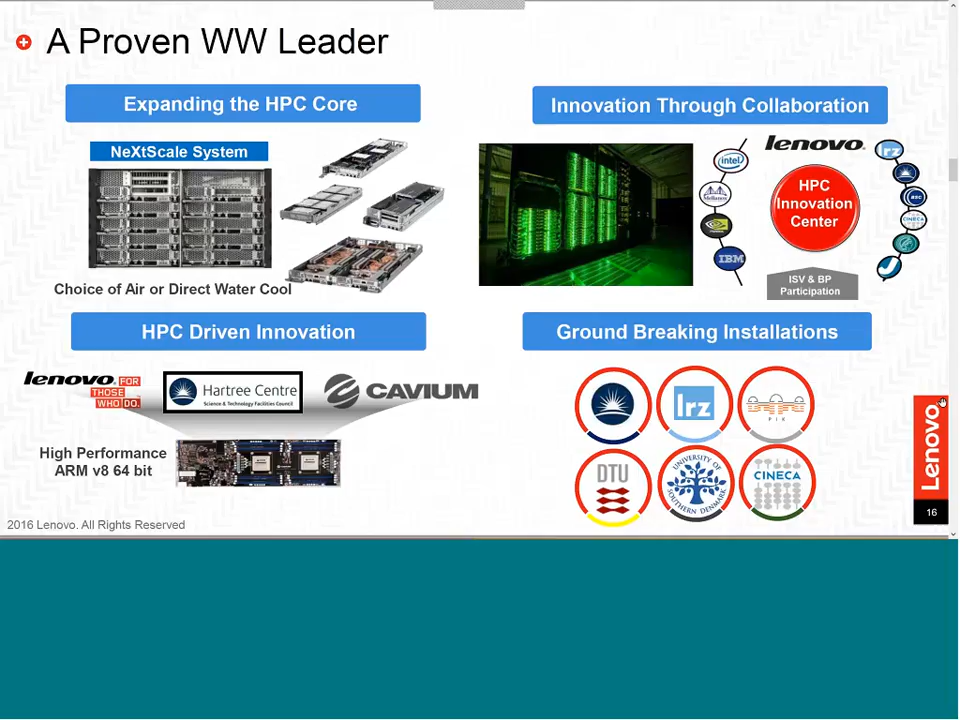 A Proven WW Leader
Expanding the HPC Core
NeXtScale System
Choice of Air or Direct Water Cool
Innovation Through Collaboration
lenovo
intel
Mellanox
NVIDIA
IBM
HPC
Innovation
Center
ISV & BP
Participation
lrz
BSC
CINECA
J
HPC Driven Innovation
lenovo FOR
THOSE
WHO DO.
Hartree Centre
Science & Technology Facilities Council
CAVIUM
High Performance
ARM v8 64 bit
Ground Breaking Installations
lrz
PIK
DTU
UNIVERSITY OF
SOUTHERN DENMARK
CINECA
Lenovo
2016 Lenovo. All Rights Reserved
16